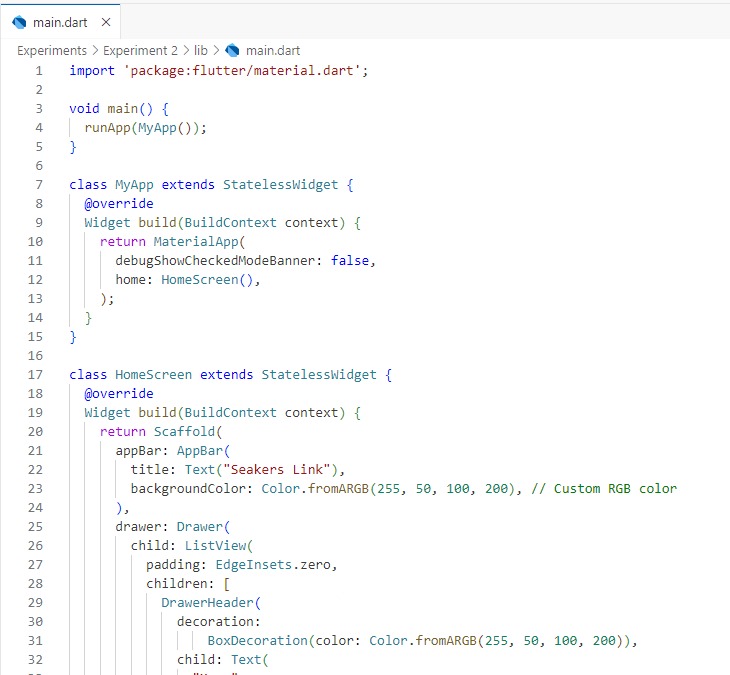 main.dart ×
Experiments > Experiment 2 > lib > main.dart
1 import 'package:flutter/material.dart';
2
3 void main() {
4   runApp(MyApp());
5 }
6
7 class MyApp extends StatelessWidget {
8   @override
9   Widget build(BuildContext context) {
10     return MaterialApp(
11       debugShowCheckedModeBanner: false,
12       home: HomeScreen(),
13     );
14   }
15 }
16
17 class HomeScreen extends StatelessWidget {
18   @override
19   Widget build(BuildContext context) {
20     return Scaffold(
21       appBar: AppBar(
22         title: Text("Seakers Link"),
23         backgroundColor: Color.fromARGB(255, 50, 100, 200), // Custom RGB color
24       ),
25       drawer: Drawer(
26         child: ListView(
27           padding: EdgeInsets.zero,
28           children: [
29             DrawerHeader(
30               decoration:
31                   BoxDecoration(color: Color.fromARGB(255, 50, 100, 200)),
32               child: Text(